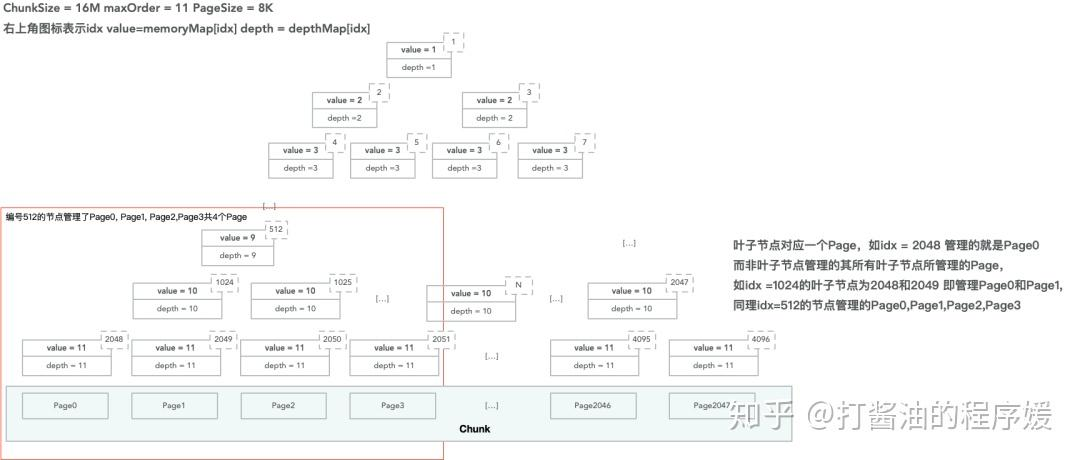 ChunkSize = 16M maxOrder = 11 PageSize = 8K
右上角图标表示idx value=memoryMap[idx] depth = depthMap[idx]
1
value = 1
depth =1
2
value = 2
depth =2
3
value = 2
depth = 2
4
value = 3
depth =3
5
value = 3
depth =3
6
value = 3
depth = 3
7
value = 3
depth = 3
[...]
编号512的节点管理了Page0, Page1, Page2,Page3共4个Page
512
value = 9
depth = 9
[...]
叶子节点对应一个Page，如idx = 2048 管理的就是Page0
而非叶子节点管理的其所有叶子节点所管理的Page，
如idx =1024的叶子节点为2048和2049 即管理Page0和Page1,
同理idx=512的节点管理的Page0,Page1,Page2,Page3
1024
value = 10
depth = 10
1025
value = 10
depth = 10
[...]
N
value = 10
depth = 10
[...]
2047
value = 10
depth = 10
2048
value = 11
depth = 11
2049
value = 11
depth = 11
2050
value = 11
depth = 11
2051
value = 11
depth = 11
[...]
4095
value = 11
depth = 11
4096
value = 11
depth = 11
Page0
Page1
Page2
Page3
[...]
Page2046
Page2047
Chunk
知乎 @打酱油的程序媛